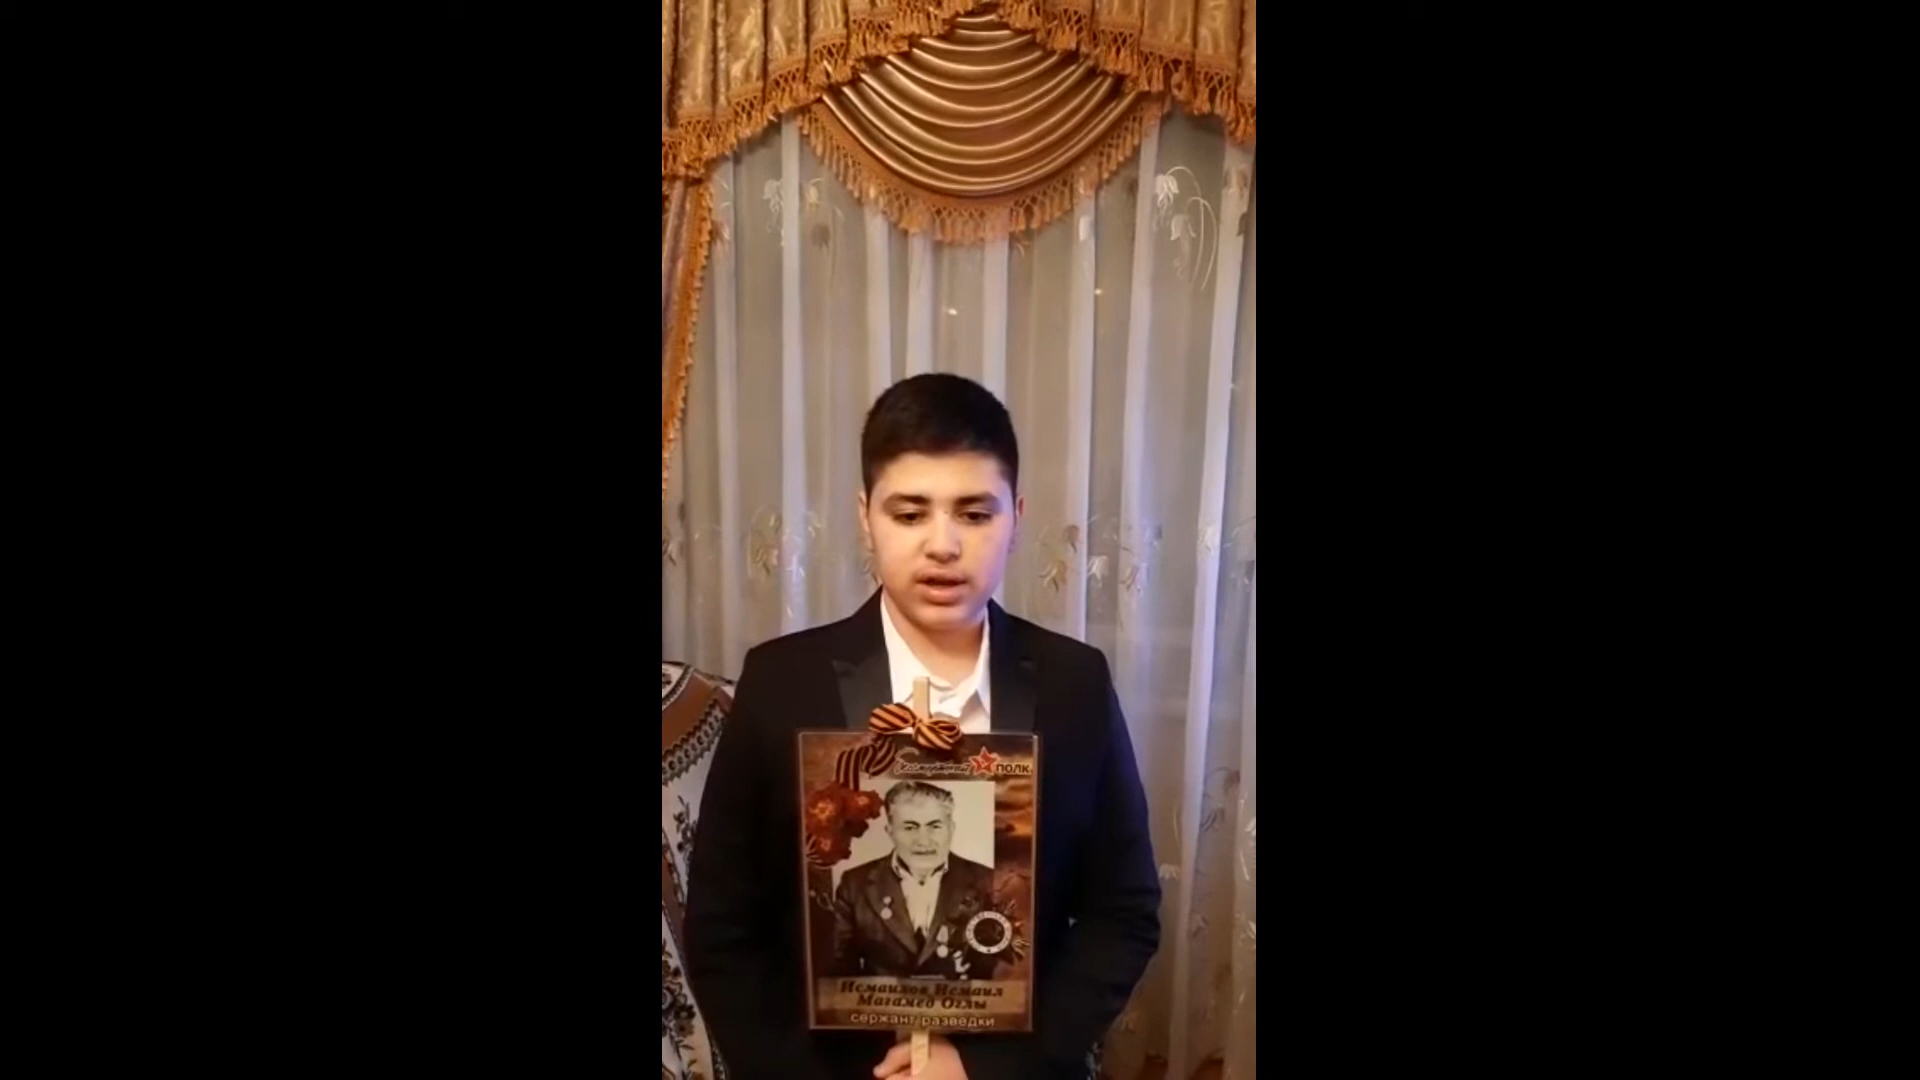 Бессмертный ПОЛК
Исмаилов Исмаил
Магамед Оглы
сержант разведки